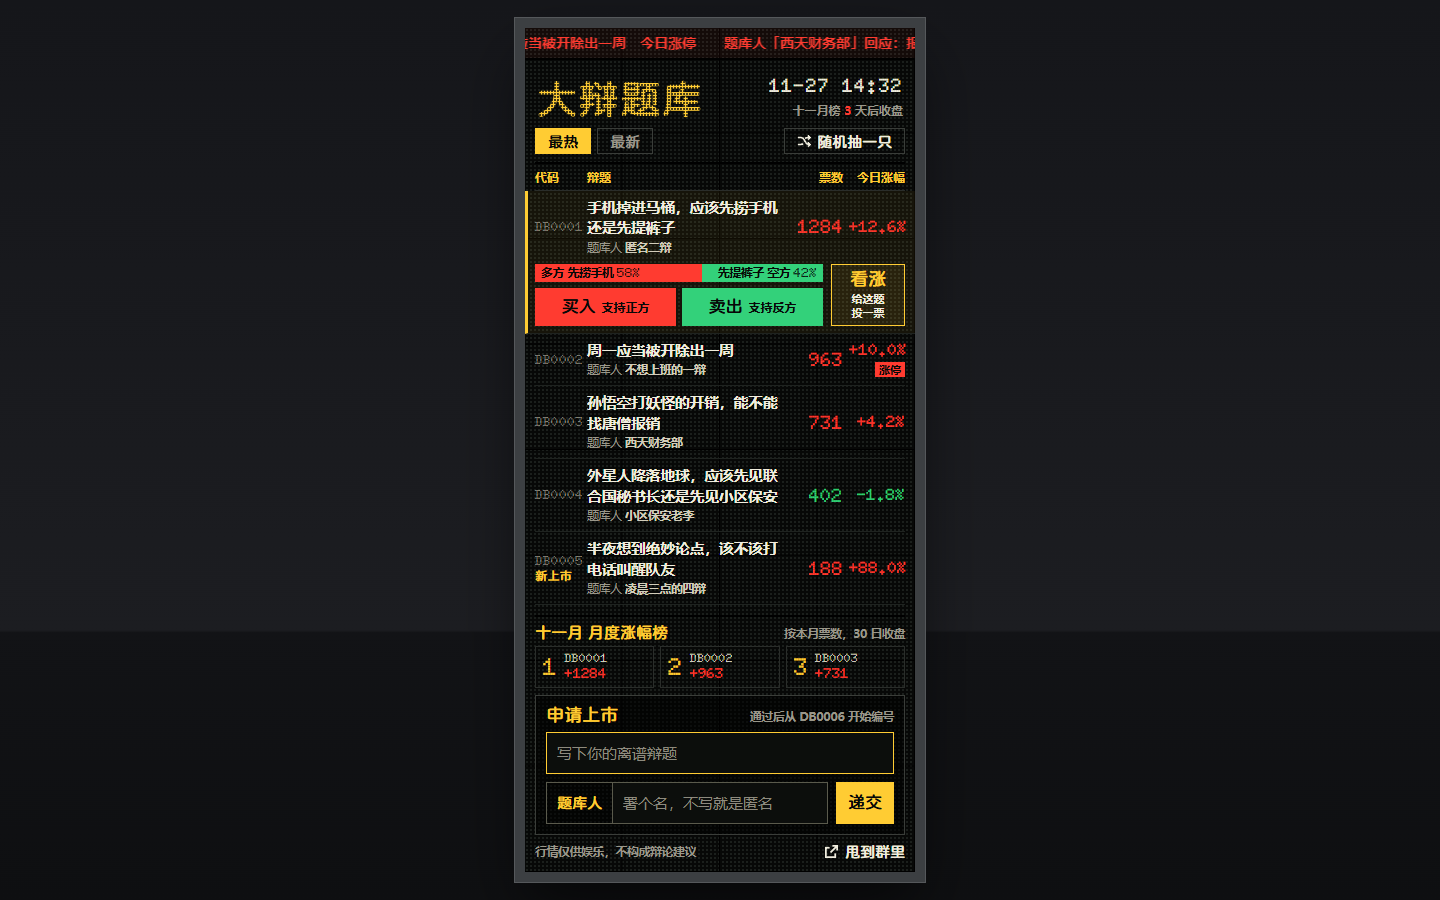 应当被开除出一周 今日涨停 题库人「西天财务部」回应：报
大辩题库
11-27 14:32
十一月榜 3 天后收盘
最热 最新 随机抽一只
代码 辩题 票数 今日涨幅
手机掉进马桶，应该先捞手机
还是先提裤子
DB0001 1284 +12.6%
题库人 匿名二辩
多方 先捞手机 58% 先提裤子 空方 42%
买入 支持正方 卖出 支持反方
看涨
给这题
投一票
周一应当被开除出一周
DB0002 963 +10.0%
题库人 不想上班的一辩
涨停
孙悟空打妖怪的开销，能不能
找唐僧报销
DB0003 731 +4.2%
题库人 西天财务部
外星人降落地球，应该先见联
合国秘书长还是先见小区保安
DB0004 402 -1.8%
题库人 小区保安老李
半夜想到绝妙论点，该不该打
电话叫醒队友
DB0005 188 +88.0%
新上市
题库人 凌晨三点的四辩
十一月 月度涨幅榜 按本月票数，30 日收盘
1 DB0001 +1284
2 DB0002 +963
3 DB0003 +731
申请上市 通过后从 DB0006 开始编号
写下你的离谱辩题
题库人 署个名，不写就是匿名 递交
行情仅供娱乐，不构成辩论建议 甩到群里